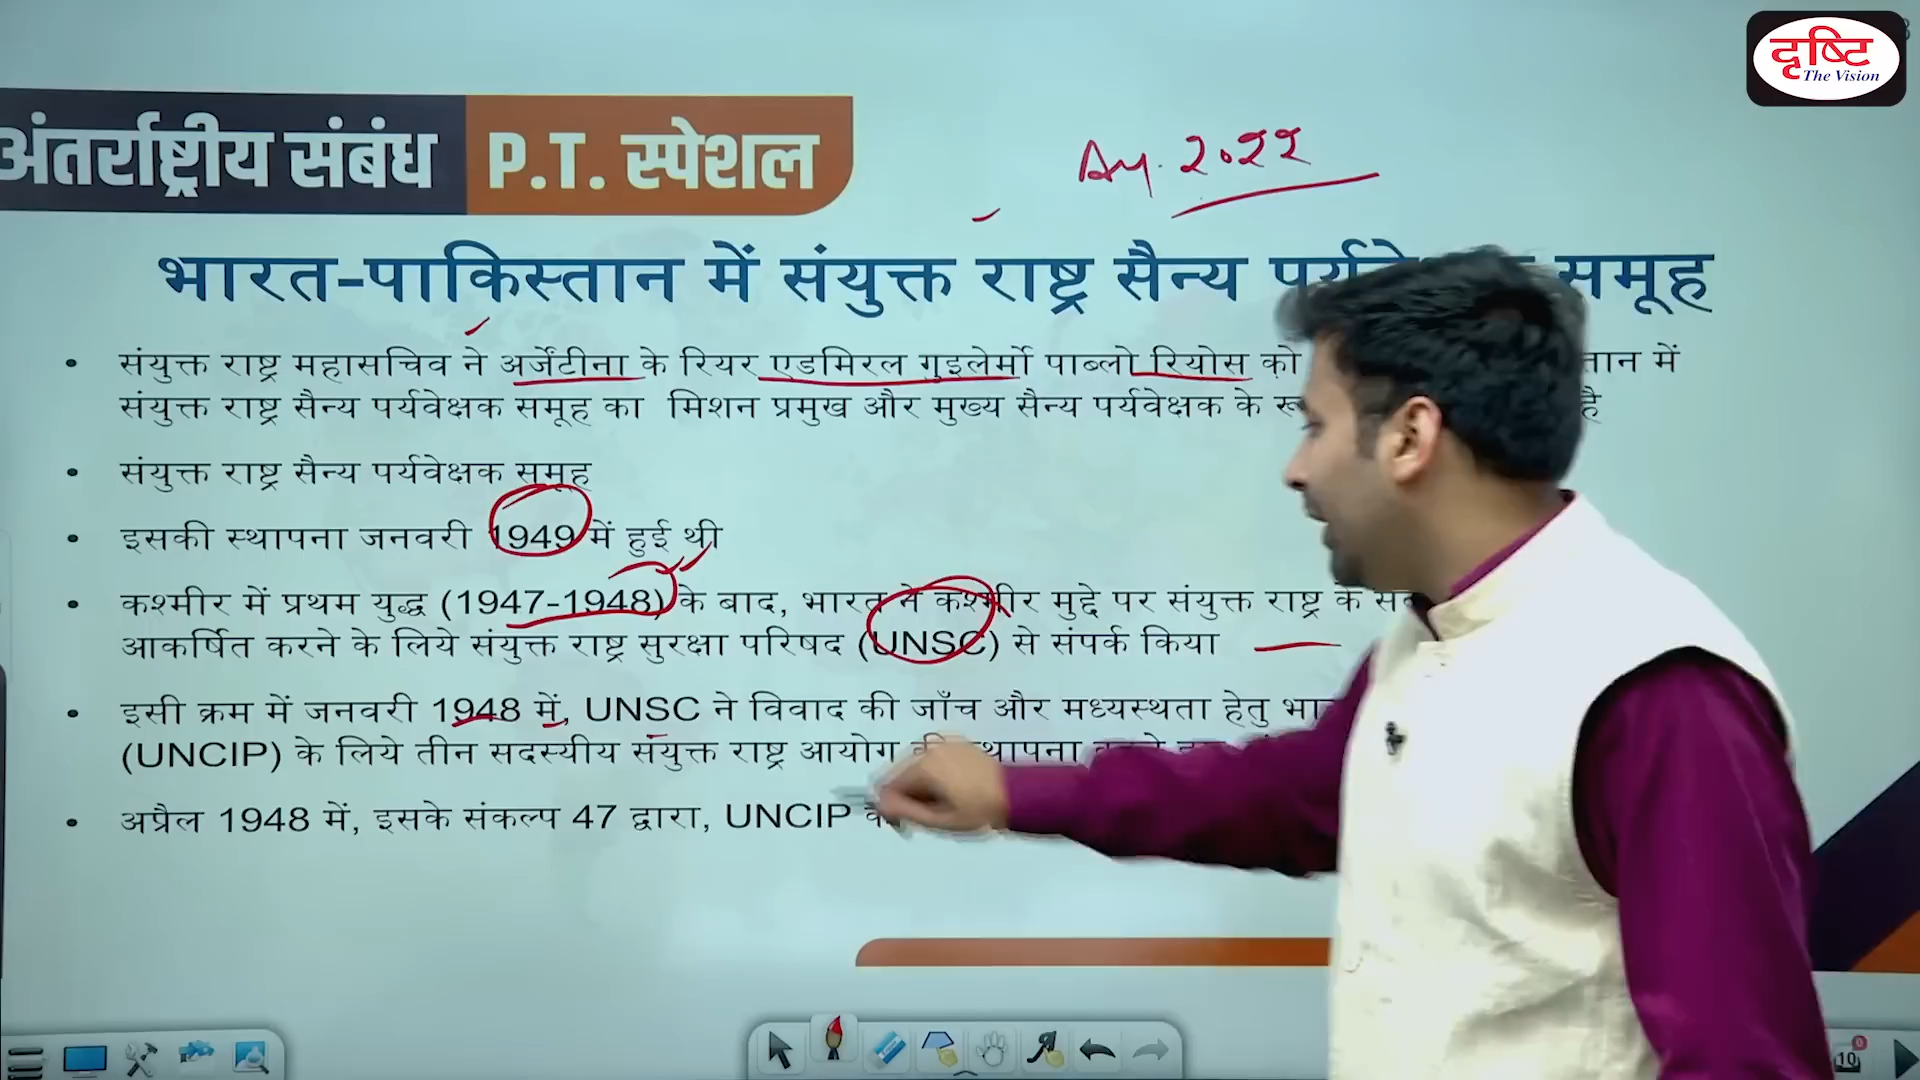 दृष्टि
The Vision
अंतर्राष्ट्रीय संबंध P.T. स्पेशल
2022
भारत-पाकिस्तान में संयुक्त राष्ट्र सैन्य समूह
• संयुक्त राष्ट्र महासचिव ने अर्जेंटीना के रियर एडमिरल गुइलेर्मो पाब्लो रियोस को में
संयुक्त राष्ट्र सैन्य पर्यवेक्षक समूह का मिशन प्रमुख और मुख्य सैन्य पर्यवेक्षक के है
• संयुक्त राष्ट्र सैन्य पर्यवेक्षक समूह
• इसकी स्थापना जनवरी 1949 में हुई थी
• कश्मीर में प्रथम युद्ध (1947-1948) के बाद, भारत ने कश्मीर मुद्दे पर संयुक्त राष्ट्र के
आकर्षित करने के लिये संयुक्त राष्ट्र सुरक्षा परिषद (UNSC) से संपर्क किया
• इसी क्रम में जनवरी 1948 में, UNSC ने विवाद की जाँच और मध्यस्थता हेतु
(UNCIP) के लिये तीन सदस्यीय संयुक्त राष्ट्र आयोग
• अप्रैल 1948 में, इसके संकल्प 47 द्वारा, UNCIP
10